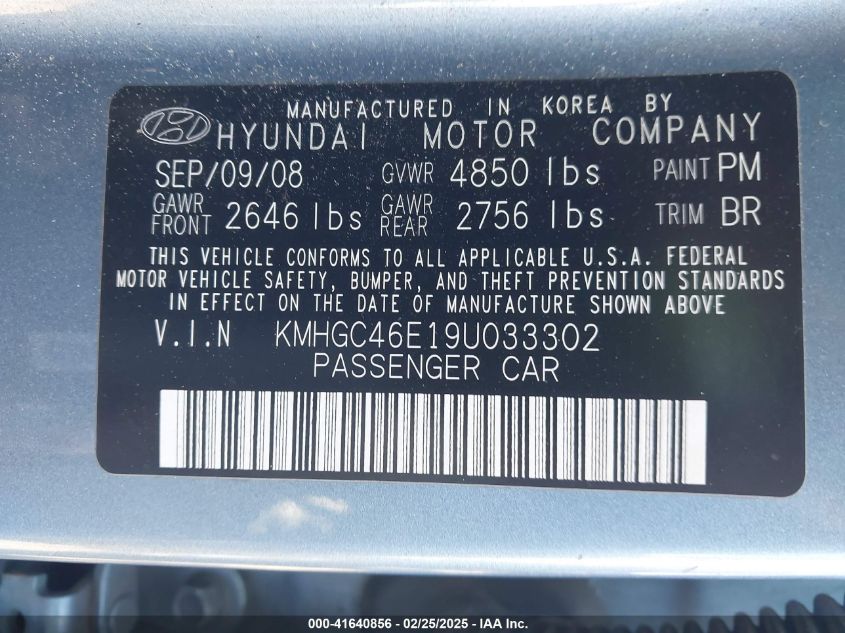 MANUFACTURED IN KOREA BY
HYUNDAI MOTOR COMPANY
SEP/09/08 GVWR 4850 lbs PAINT PM
GAWR FRONT 2646 lbs GAWR REAR 2756 lbs TRIM BR
THIS VEHICLE CONFORMS TO ALL APPLICABLE U.S.A. FEDERAL
MOTOR VEHICLE SAFETY, BUMPER, AND THEFT PREVENTION STANDARDS
IN EFFECT ON THE DATE OF MANUFACTURE SHOWN ABOVE
V.I.N KMHGC46E19U033302
PASSENGER CAR
000-41640856 - 02/25/2025 - IAA Inc.